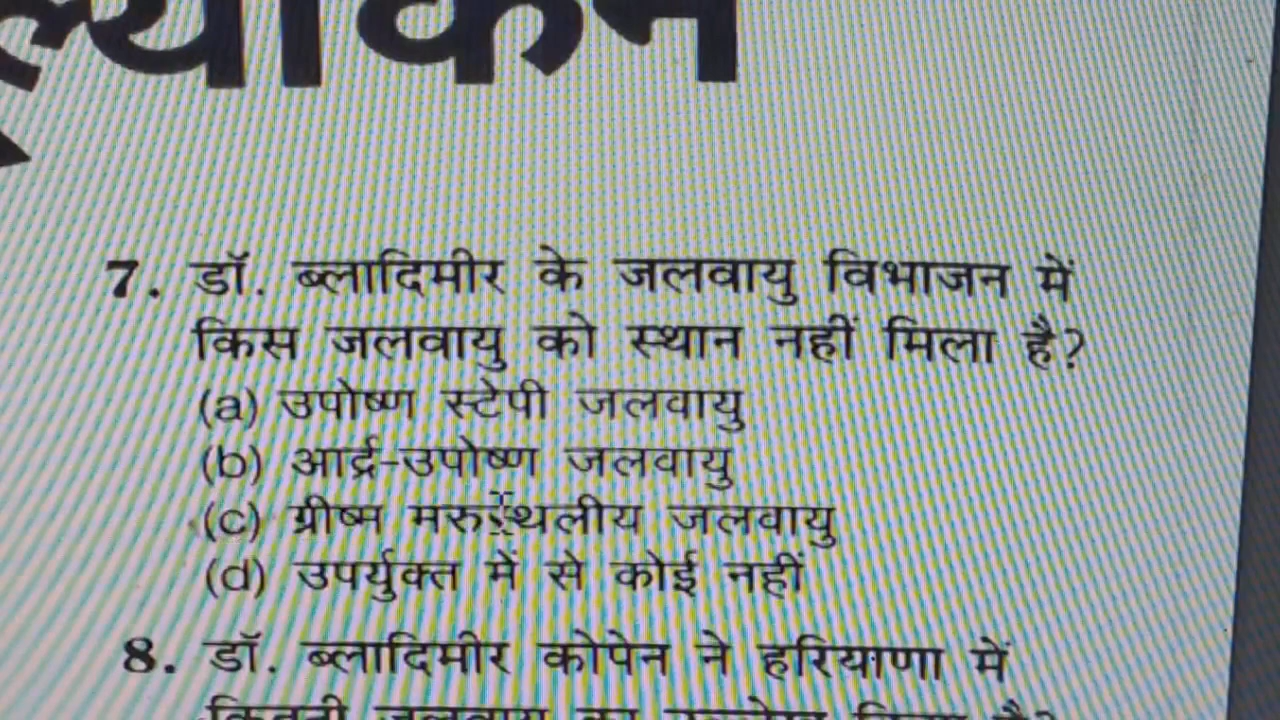 7. डॉ. ब्लादिमीर के जलवायु विभाजन में
किस जलवायु को स्थान नहीं मिला है?
(a) उपोष्ण स्टेपी जलवायु
(b) आर्द्र-उपोष्ण जलवायु
(c) ग्रीष्म मरुस्थलीय जलवायु
(d) उपर्युक्त में से कोई नहीं
8. डॉ. ब्लादिमीर कोपेन ने हरियाणा में